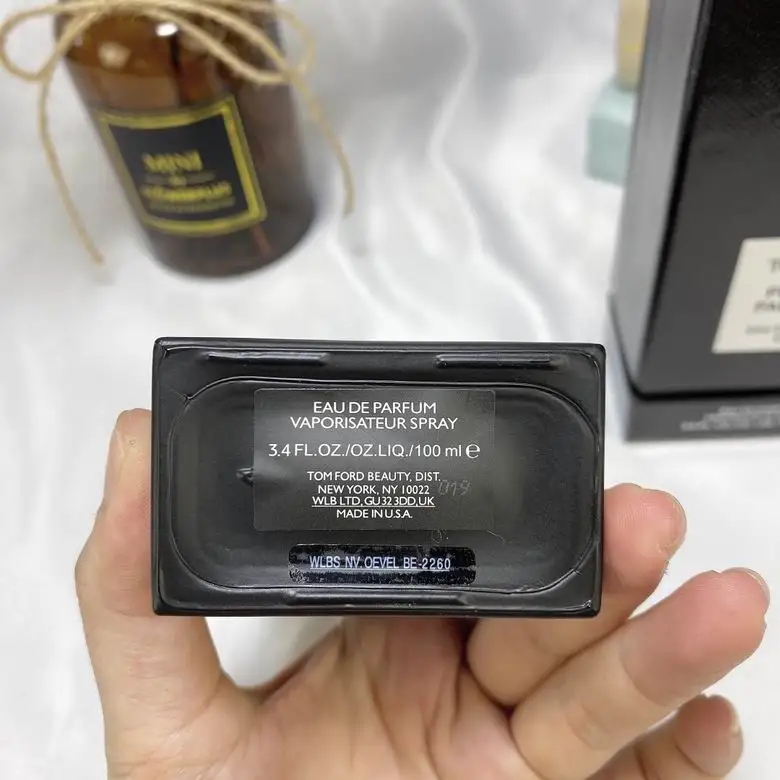 MINI
EAU DE PARFUM
VAPORISATEUR SPRAY
3.4 FL.OZ./OZ.LIQ./100 ml ℮
TOM FORD BEAUTY, DIST.
NEW YORK, NY 10022
WLB LTD, GU32 3DD, UK
MADE IN U.S.A.
WLBS NV OEVEL BE-2260